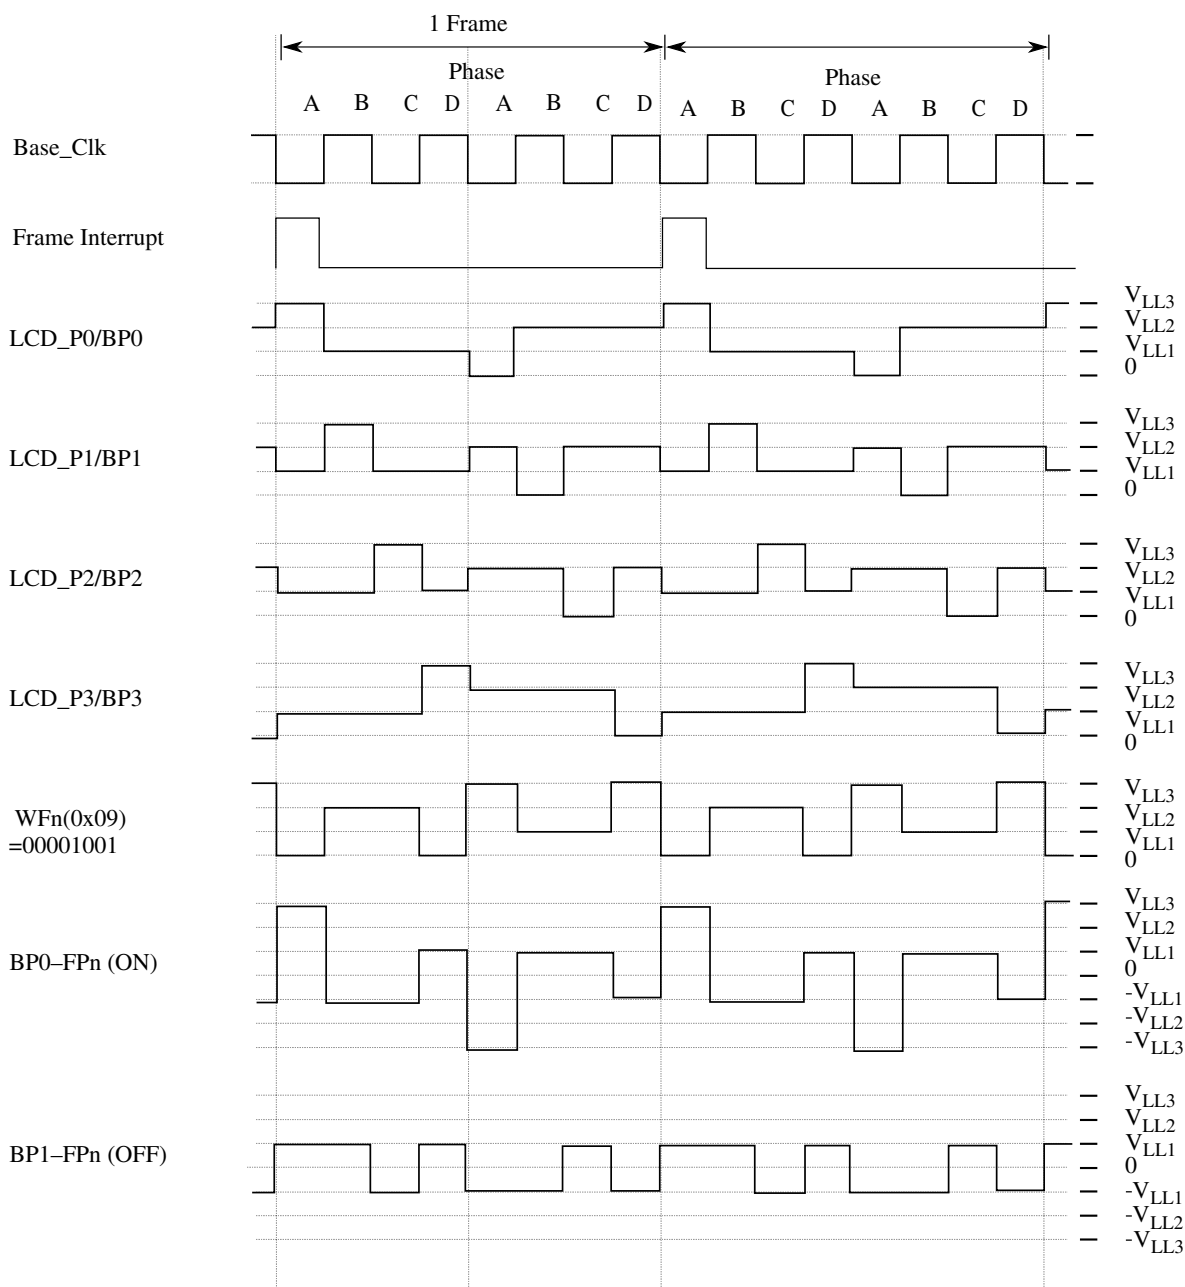 1 Frame
Phase
Phase
A B C D A B C D A B C D A B C D
Base_Clk
Frame Interrupt
LCD_P0/BP0
VLL3
VLL2
VLL1
0
LCD_P1/BP1
VLL3
VLL2
VLL1
0
LCD_P2/BP2
VLL3
VLL2
VLL1
0
LCD_P3/BP3
VLL3
VLL2
VLL1
0
WFn(0x09)
=00001001
VLL3
VLL2
VLL1
0
BP0–FPn (ON)
VLL3
VLL2
VLL1
0
-VLL1
-VLL2
-VLL3
BP1–FPn (OFF)
VLL3
VLL2
VLL1
0
-VLL1
-VLL2
-VLL3